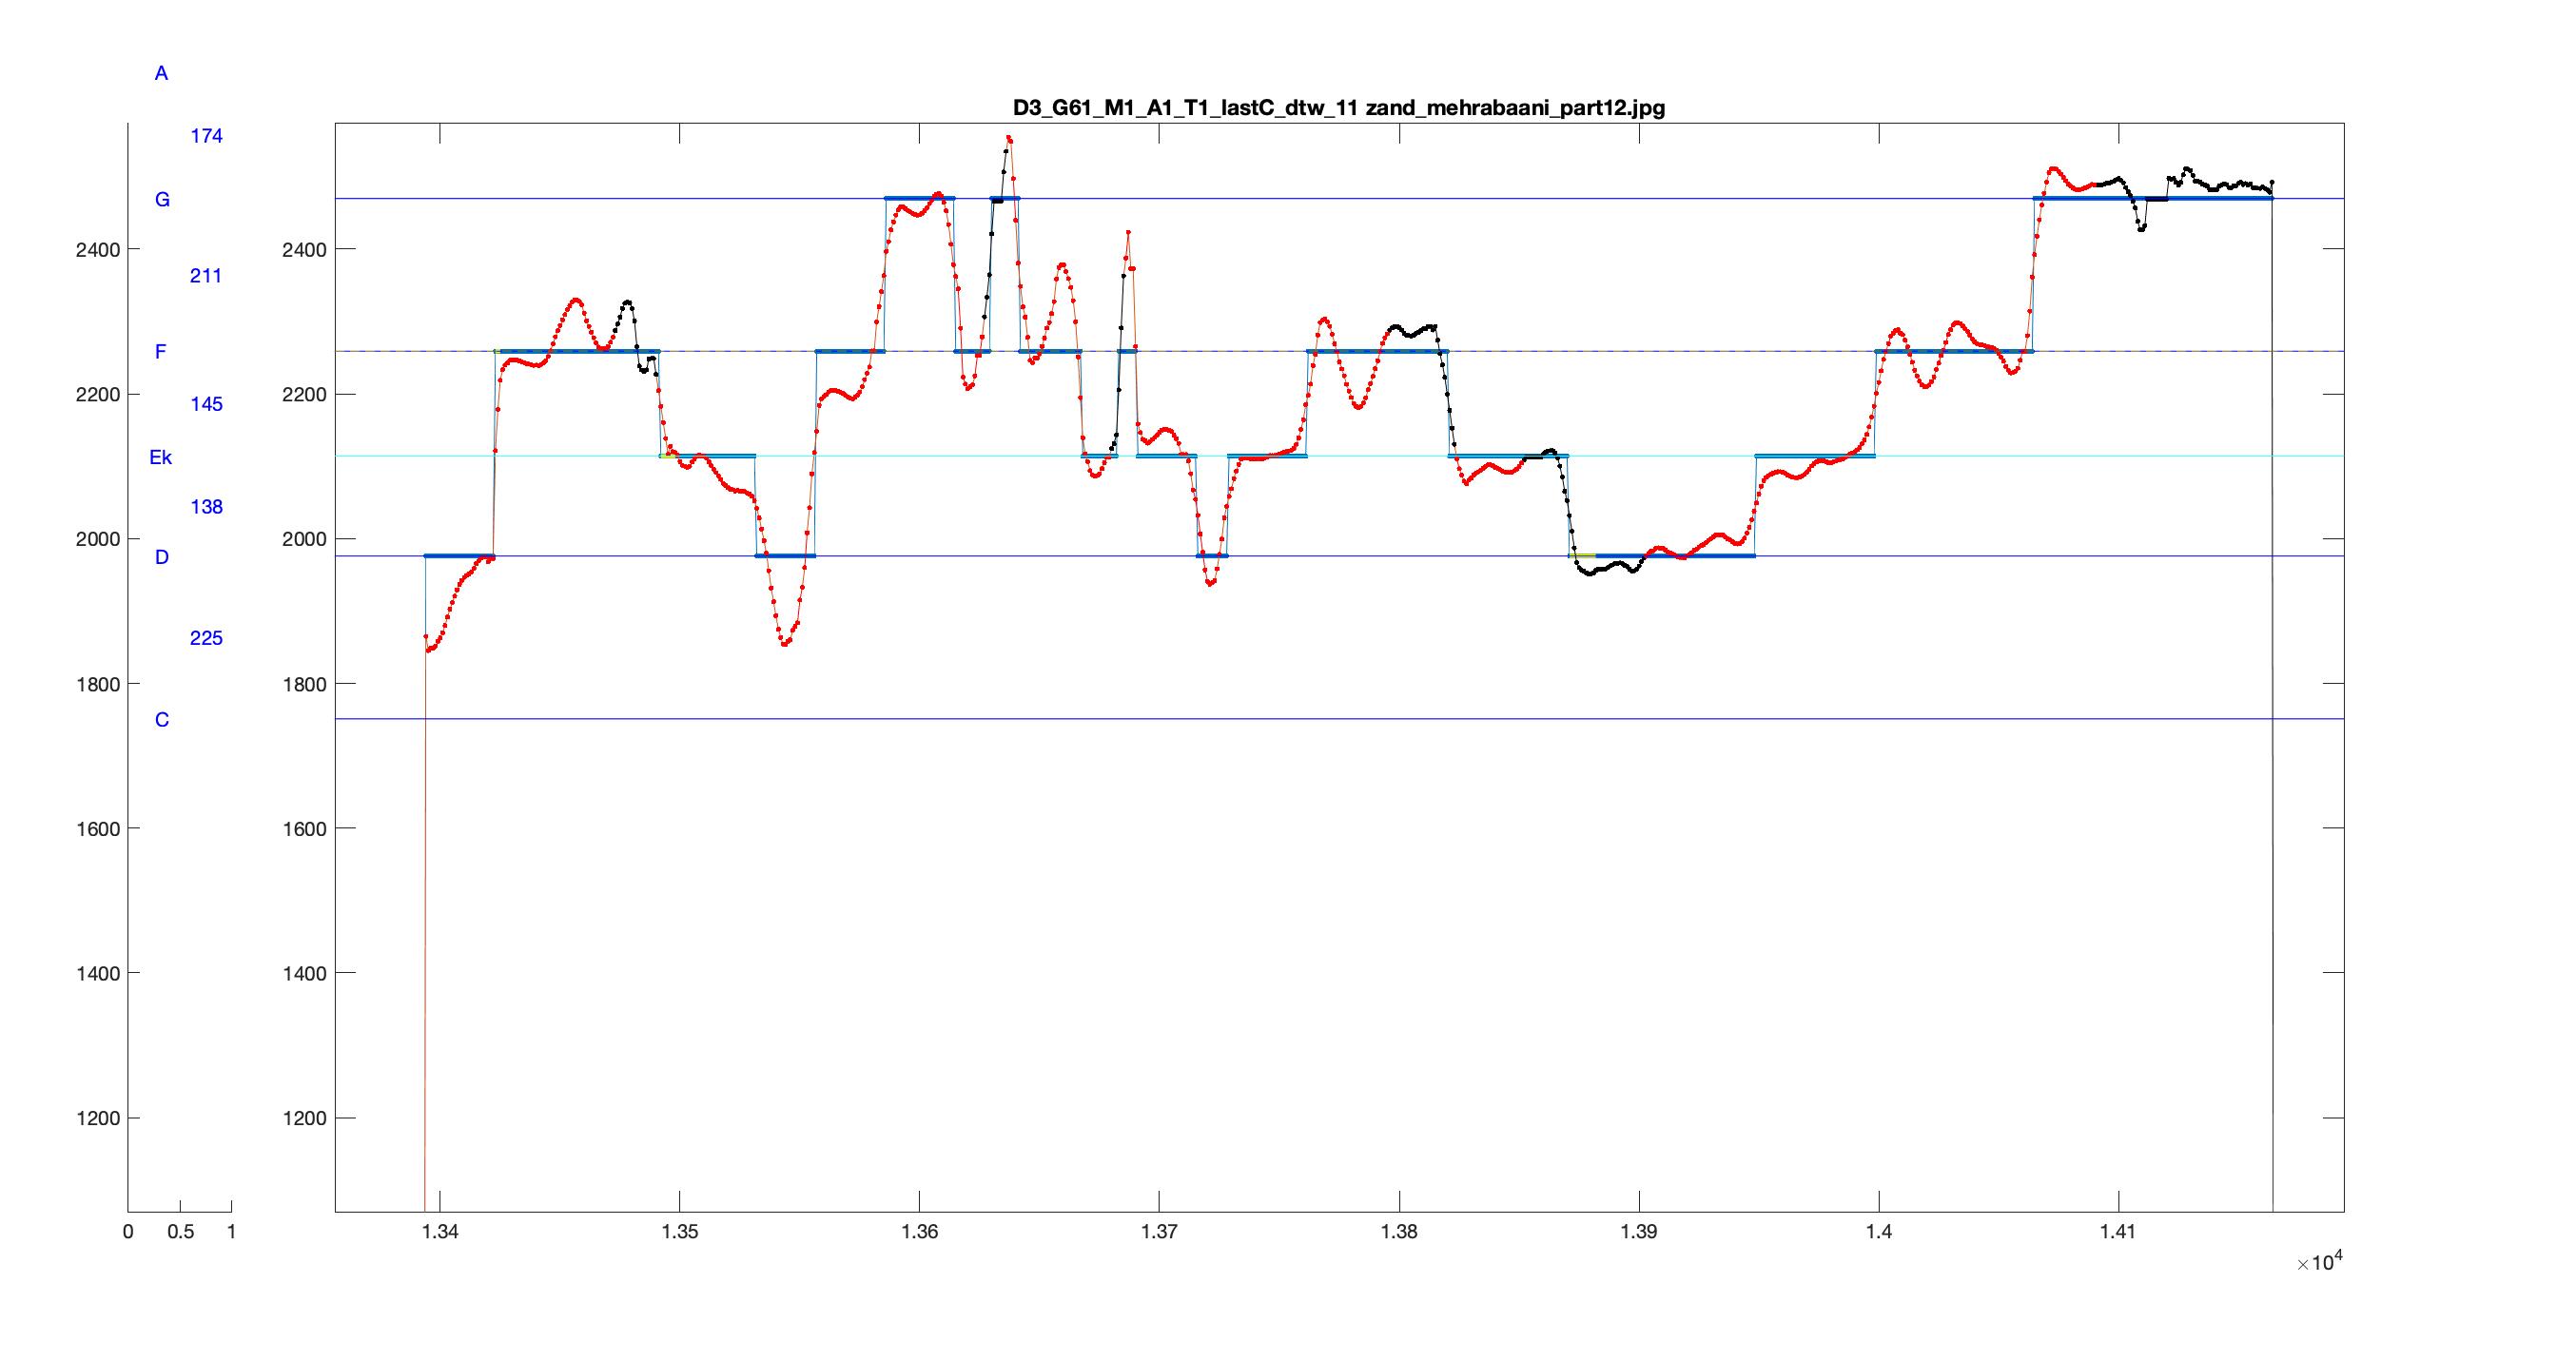 A
D3_G61_M1_A1_T1_lastC_dtw_11 zand_mehrabaani_part12.jpg
174
G
2400 2400
211
F
2200 2200
145
Ek
138
2000 2000
D
225
1800 1800
C
1600 1600
1400 1400
1200 1200
0 0.5 1 1.34 1.35 1.36 1.37 1.38 1.39 1.4 1.41
×10⁴